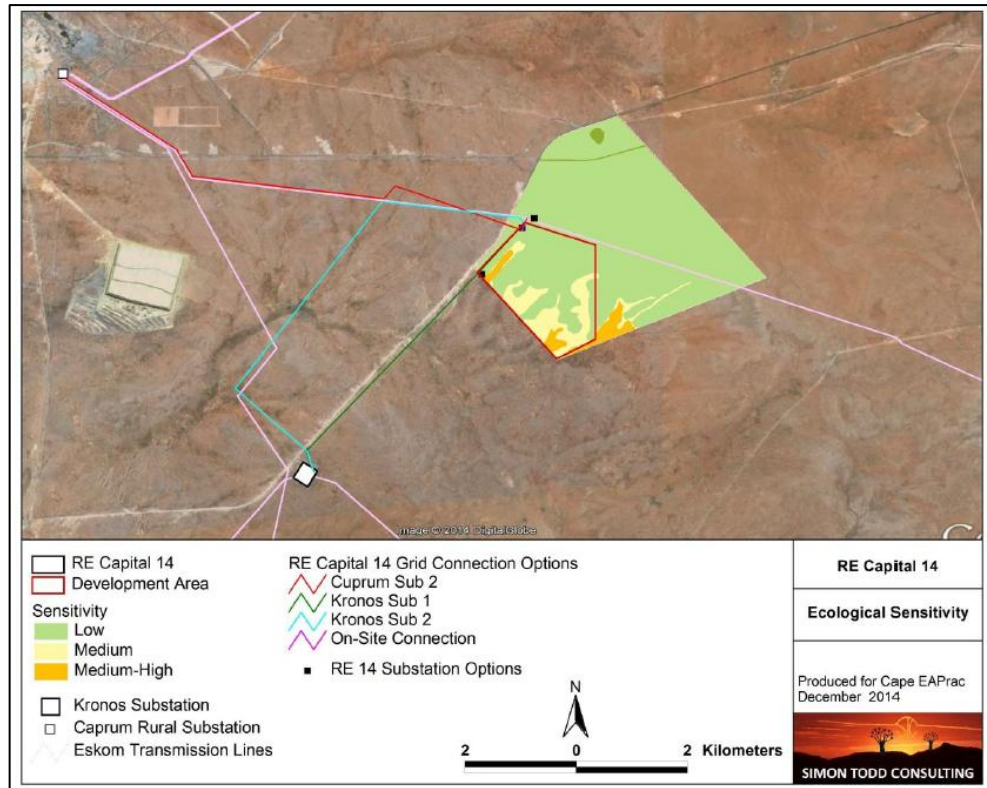 Image © 2014 DigitalGlobe
RE Capital 14
Development Area
Sensitivity
Low
Medium
Medium-High
Kronos Substation
Caprum Rural Substation
Eskom Transmission Lines
RE Capital 14 Grid Connection Options
Cuprum Sub 2
Kronos Sub 1
Kronos Sub 2
On-Site Connection
RE 14 Substation Options
N
2 0 2 Kilometers
RE Capital 14
Ecological Sensitivity
Produced for Cape EAPrac
December 2014
SIMON TODD CONSULTING